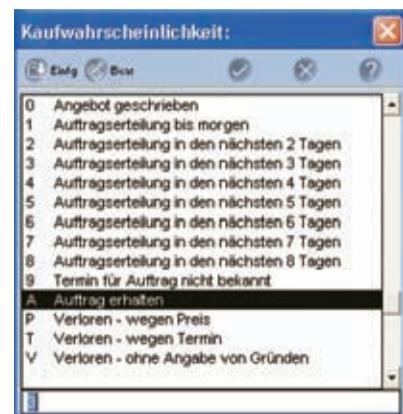 Kaufwahrscheinlichkeit:
Einfg Bear
0 Angebot geschrieben
1 Auftragserteilung bis morgen
2 Auftragserteilung in den nächsten 2 Tagen
3 Auftragserteilung in den nächsten 3 Tagen
4 Auftragserteilung in den nächsten 4 Tagen
5 Auftragserteilung in den nächsten 5 Tagen
6 Auftragserteilung in den nächsten 6 Tagen
7 Auftragserteilung in den nächsten 7 Tagen
8 Auftragserteilung in den nächsten 8 Tagen
9 Termin für Auftrag nicht bekannt
A Auftrag erhalten
P Verloren - wegen Preis
T Verloren - wegen Termin
V Verloren - ohne Angabe von Gründen